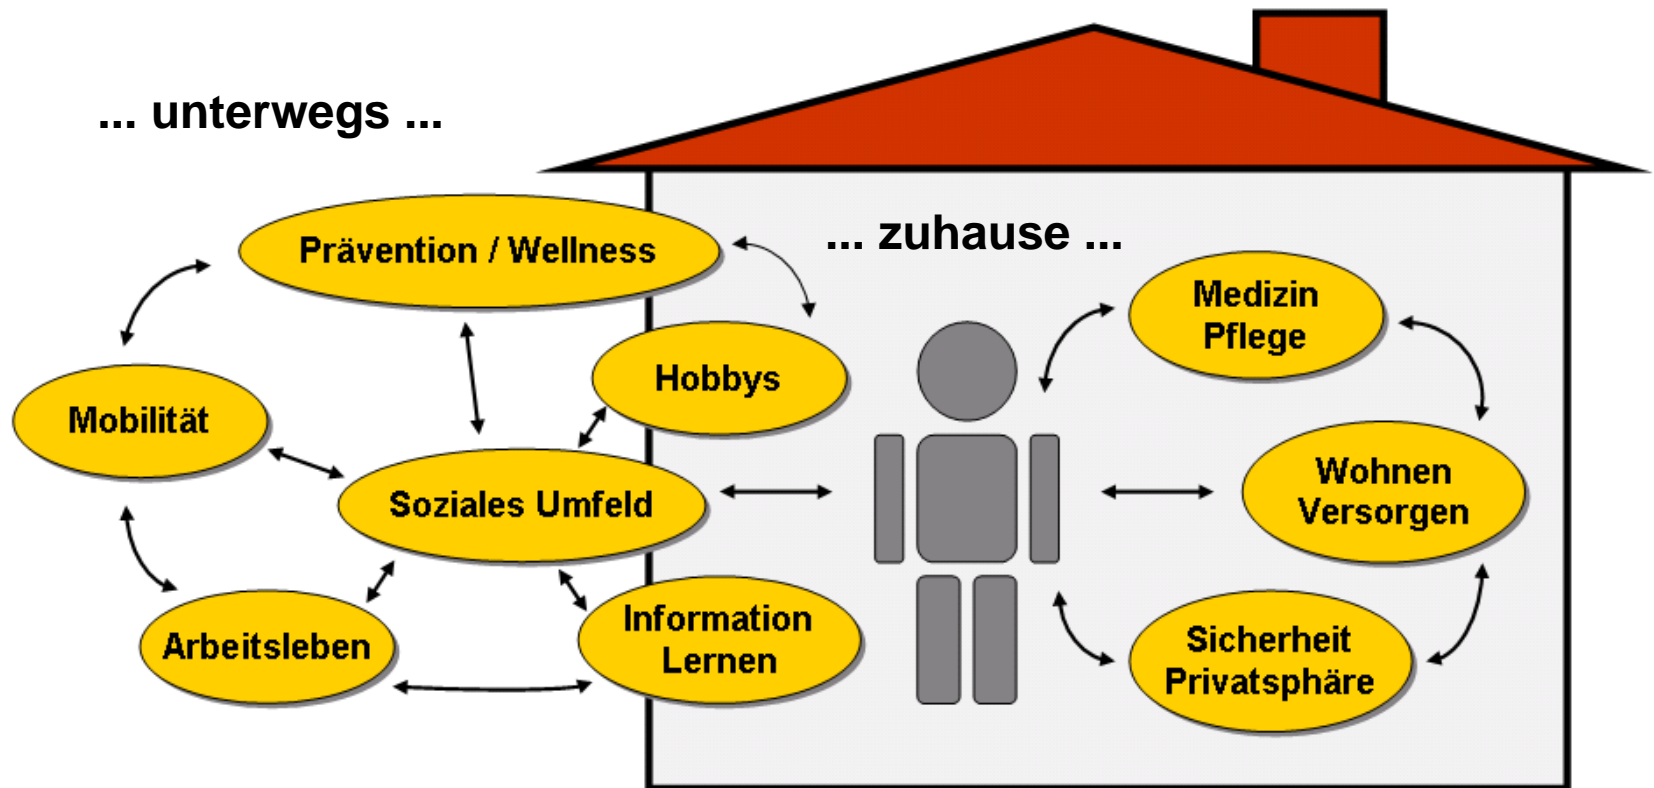 ... unterwegs ...
... zuhause ...
Prävention / Wellness
Medizin
Pflege
Hobbys
Mobilität
Soziales Umfeld
Wohnen
Versorgen
Arbeitsleben
Information
Lernen
Sicherheit
Privatsphäre